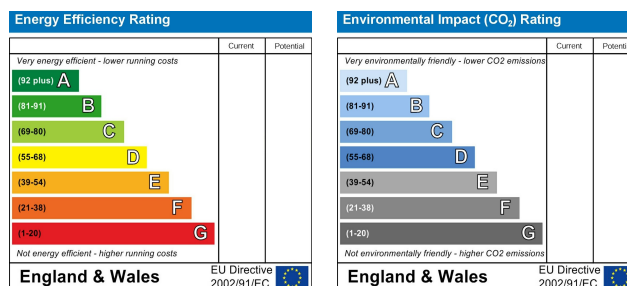 Energy Efficiency Rating
Current Potential
Very energy efficient - lower running costs
(92 plus) A
(81-91) B
(69-80) C
(55-68) D
(39-54) E
(21-38) F
(1-20) G
Not energy efficient - higher running costs
England & Wales
EU Directive
2002/91/EC
Environmental Impact (CO₂) Rating
Current Potential
Very environmentally friendly - lower CO2 emissions
(92 plus) A
(81-91) B
(69-80) C
(55-68) D
(39-54) E
(21-38) F
(1-20) G
Not environmentally friendly - higher CO2 emissions
England & Wales
EU Directive
2002/91/EC